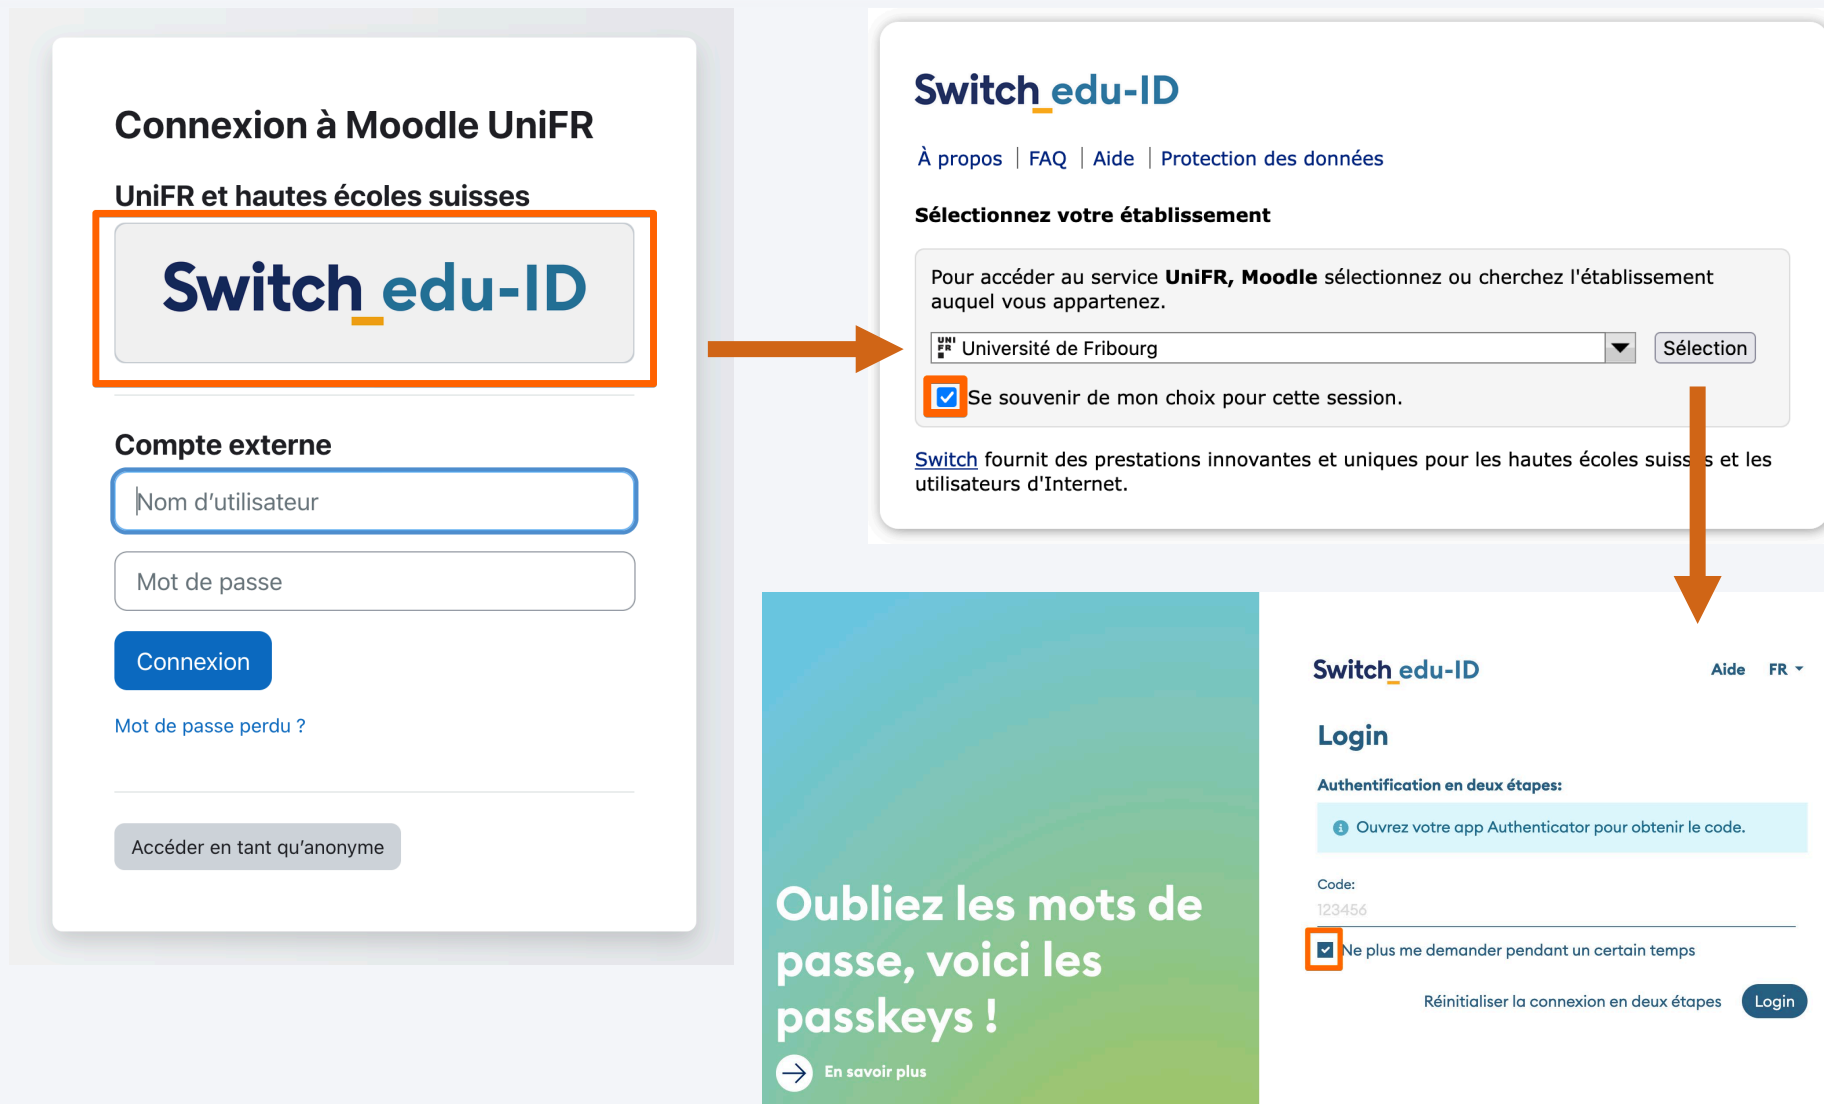 Connexion à Moodle UniFR
UniFR et hautes écoles suisses
Switch edu-ID
Compte externe
Nom d'utilisateur
Mot de passe
Connexion
Mot de passe perdu ?
Accéder en tant qu'anonyme
Switch edu-ID
À propos | FAQ | Aide | Protection des données
Sélectionnez votre établissement
Pour accéder au service UniFR, Moodle sélectionnez ou cherchez l'établissement
auquel vous appartenez.
UNI FR Université de Fribourg
Sélection
Se souvenir de mon choix pour cette session.
Switch fournit des prestations innovantes et uniques pour les hautes écoles suisses et les
utilisateurs d'Internet.
Oubliez les mots de
passe, voici les
passkeys !
En savoir plus
Switch edu-ID
Aide FR
Login
Authentification en deux étapes:
Ouvrez votre app Authenticator pour obtenir le code.
Code:
123456
Ne plus me demander pendant un certain temps
Réinitialiser la connexion en deux étapes
Login